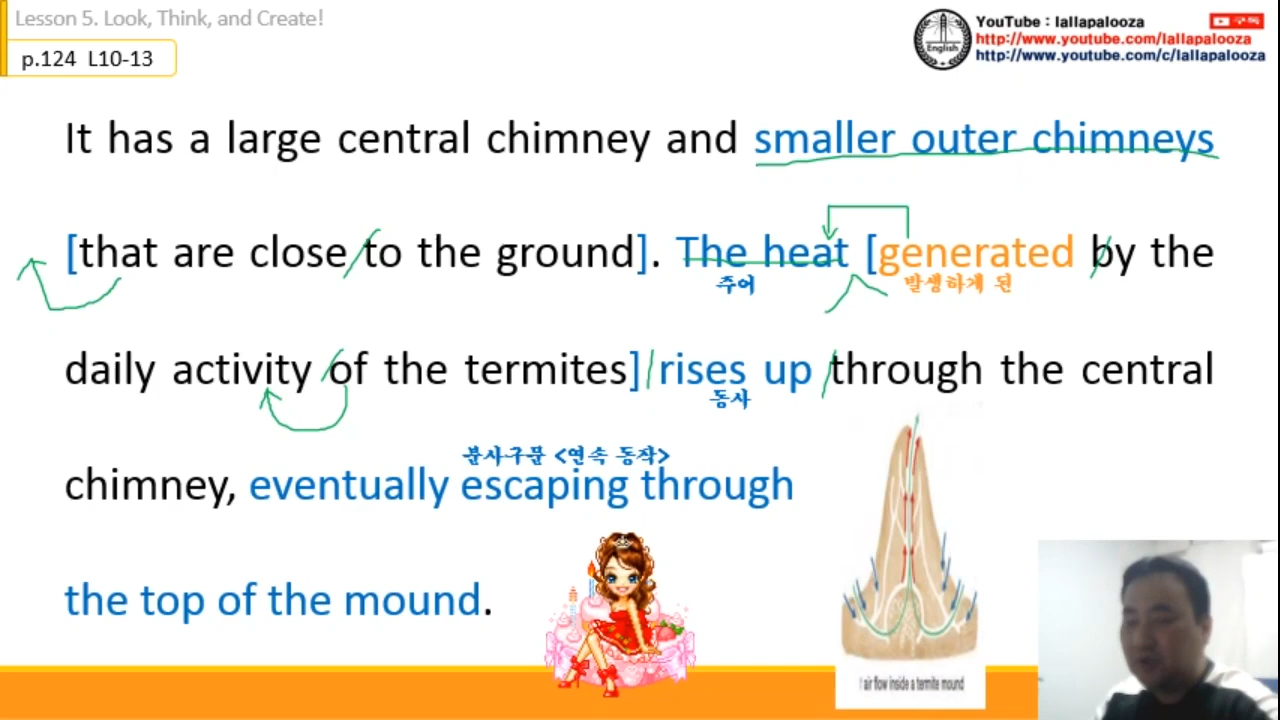 Lesson 5. Look, Think, and Create!
p.124 L10-13
English
YouTube : lallapalooza
구독
http://www.youtube.com/lallapalooza
http://www.youtube.com/c/lallapalooza
It has a large central chimney and smaller outer chimneys
[that are close to the ground]. The heat [generated by the
주어 발생하게 된
daily activity of the termites] rises up through the central
동사
분사구문 <연속 동작>
chimney, eventually escaping through
the top of the mound.
air flow inside a termite mound